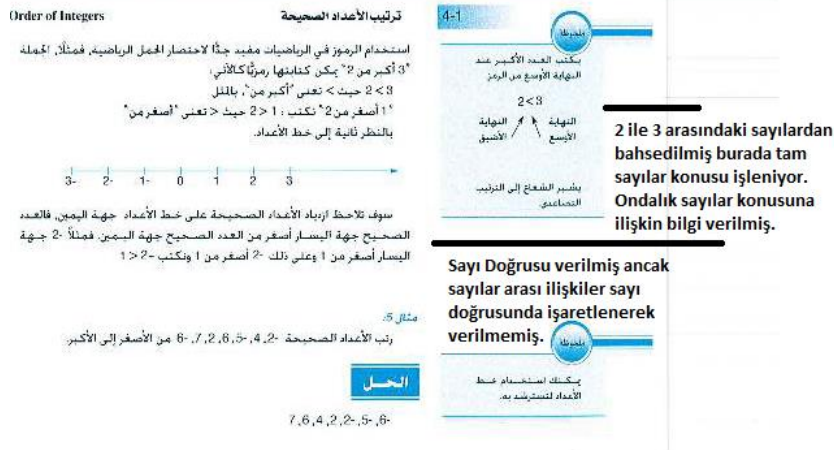 Order of Integers
ترتيب الأعداد الصحيحة
4-1
استخدام الرموز في الرياضيات مفيد جدًّا لاختصار الجمل الرياضية، فمثلًا، الجملة
"3 أكبر من 2" يمكن كتابتها رمزيًّا كالآتي:
3 > 2 حيث > تعني "أكبر من"، بالمثل
"1 أصغر من 2" نكتب : 1 < 2 حيث < تعني "أصغر من"
بالنظر ثانية إلى خط الأعداد.
3- 2- 1- 0 1 2 3
سوف تلاحظ ازدياد الأعداد الصحيحة على خط الأعداد جهة اليمين، فالعدد
الصحيح جهة اليسار أصغر من العدد الصحيح جهة اليمين. فمثلاً 2- جهة
اليسار أصغر من 1 وعلى ذلك 2- أصغر من 1 ونكتب 2- < 1
مثال 5:
رتب الأعداد الصحيحة 2-, 4, 5-, 6, 2, 7, 6- من الأصغر إلى الأكبر.
الحل
6-, 5-, 2-, 2, 4, 6, 7
ملحوظة
يكتب العدد الأكبر عند
النهاية الأوسع من الرمز
2<3
النهاية النهاية
الأوسع الأضيق
يشير الشعاع إلى الترتيب
التصاعدي.
2 ile 3 arasındaki sayılardan
bahsedilmiş burada tam
sayılar konusu işleniyor.
Ondalık sayılar konusuna
ilişkin bilgi verilmiş.
Sayı Doğrusu verilmiş ancak
sayılar arası ilişkiler sayı
doğrusunda işaretlenerek
verilmemiş.
ملحوظة
يمكنك استخدام خط
الأعداد لتسترشد به.